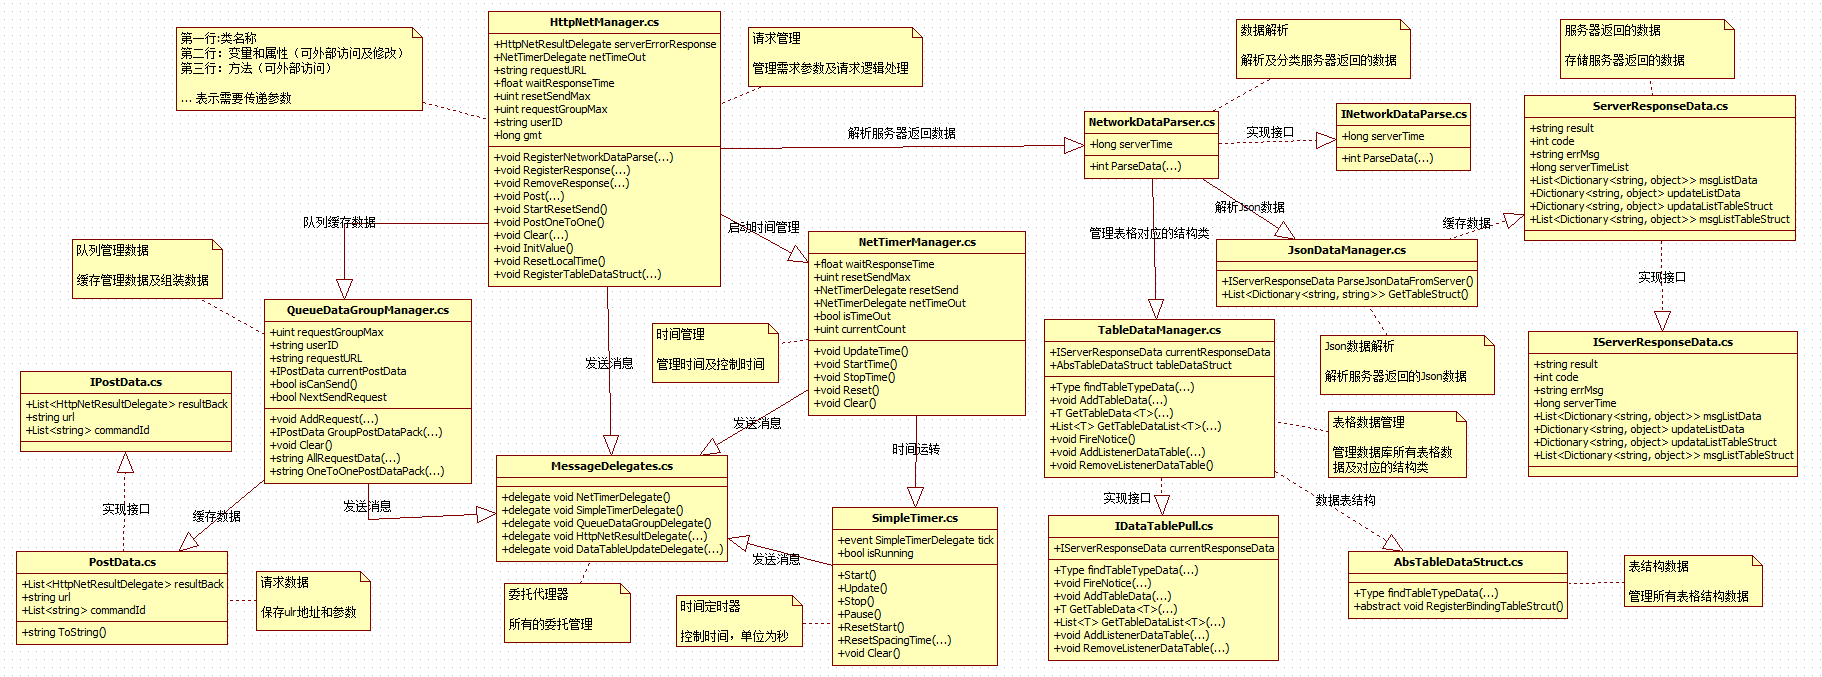 第一行:类名称
第二行：变量和属性（可外部访问及修改）
第三行：方法（可外部访问）
... 表示需要传递参数
HttpNetManager.cs
+HttpNetResultDelegate serverErrorResponse
+NetTimerDelegate netTimeOut
+string requestURL
+float waitResponseTime
+uint resetSendMax
+uint requestGroupMax
+string userID
+long gmt
+void RegisterNetworkDataParse(...)
+void RegisterResponse(...)
+void RemoveResponse(...)
+void Post(...)
+void StartResetSend()
+void PostOneToOne()
+void Clear(...)
+void InitValue()
+void ResetLocalTime()
+void RegisterTableDataStruct(...)
请求管理
管理需求参数及请求逻辑处理
解析服务器返回数据
数据解析
解析及分类服务器返回的数据
NetworkDataParser.cs
+long serverTime
+int ParseData(...)
实现接口
INetworkDataParse.cs
+long serverTime
+int ParseData(...)
服务器返回的数据
存储服务器返回的数据
ServerResponseData.cs
+string result
+int code
+string errMsg
+long serverTimeList
+List<Dictionary<string, object>> msgListData
+Dictionary<string, object> updateListData
+Dictionary<string, object> updataListTableStruct
+List<Dictionary<string, object>> msgListTableStruct
队列缓存数据
启动时间管理
解析Json数据
管理表格对应的结构类
缓存数据
实现接口
队列管理数据
缓存管理数据及组装数据
QueueDataGroupManager.cs
+uint requestGroupMax
+string userID
+string requestURL
+IPostData currentPostData
+bool isCanSend()
+bool NextSendRequest
+void AddRequest(...)
+IPostData GroupPostDataPack(...)
+void Clear()
+string AllRequestData(...)
+string OneToOnePostDataPack(...)
NetTimerManager.cs
+float waitResponseTime
+uint resetSendMax
+NetTimerDelegate resetSend
+NetTimerDelegate netTimeOut
+bool isTimeOut
+uint currentCount
+void UpdateTime()
+void StartTime()
+void StopTime()
+void Reset()
+void Clear()
时间管理
管理时间及控制时间
JsonDataManager.cs
+IServerResponseData ParseJsonDataFromServer()
+List<Dictionary<string, string>> GetTableStruct()
Json数据解析
解析服务器返回的Json数据
TableDataManager.cs
+IServerResponseData currentResponseData
+AbsTableDataStruct tableDataStruct
+Type findTableTypeData(...)
+void AddTableData(...)
+T GetTableData<T>(...)
+List<T> GetTableDataList<T>(...)
+void FireNotice()
+void AddListenerDataTable(...)
+void RemoveListenerDataTable()
表格数据管理
管理数据库所有表格数
据及对应的结构类
IServerResponseData.cs
+string result
+int code
+string errMsg
+long serverTime
+List<Dictionary<string, object>> msgListData
+Dictionary<string, object> updateListData
+Dictionary<string, object> updataListTableStruct
+List<Dictionary<string, object>> msgListTableStruct
IPostData.cs
+List<HttpNetResultDelegate> resultBack
+string url
+List<string> commandId
实现接口
缓存数据
发送消息
发送消息
发送消息
时间运转
发送消息
实现接口
数据表结构
MessageDelegates.cs
+delegate void NetTimerDelegate()
+delegate void SimpleTimerDelegate()
+delegate void QueueDataGroupDelegate()
+delegate void HttpNetResultDelegate(...)
+delegate void DataTableUpdateDelegate(...)
委托代理器
所有的委托管理
PostData.cs
+List<HttpNetResultDelegate> resultBack
+string url
+List<string> commandId
+string ToString()
请求数据
保存ulr地址和参数
SimpleTimer.cs
+event SimpleTimerDelegate tick
+bool isRunning
+Start()
+Update()
+Stop()
+Pause()
+ResetStart()
+ResetSpacingTime(...)
+void Clear()
时间定时器
控制时间，单位为秒
IDataTablePull.cs
+IServerResponseData currentResponseData
+Type findTableTypeData(...)
+void FireNotice(...)
+void AddTableData(...)
+T GetTableData<T>(...)
+List<T> GetTableDataList<T>(...)
+void AddListenerDataTable(...)
+void RemoveListenerDataTable(...)
AbsTableDataStruct.cs
+Type findTableTypeData(...)
+abstract void RegisterBindingTableStrcut()
表结构数据
管理所有表格结构数据